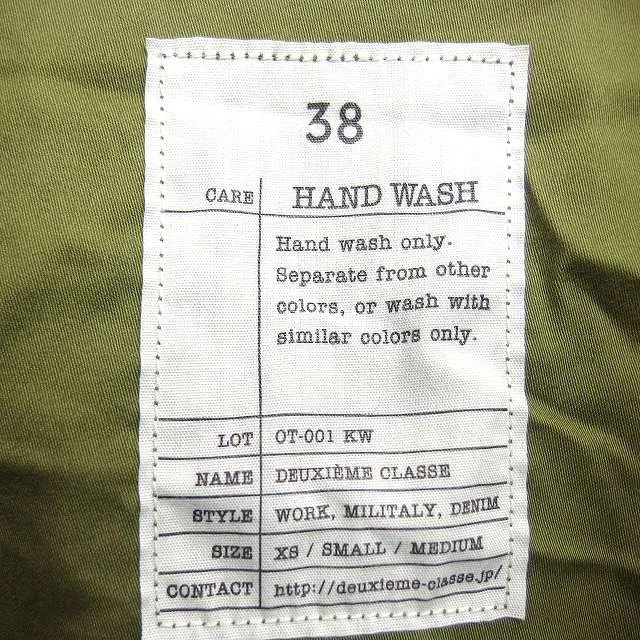 38
CARE HAND WASH
Hand wash only.
Separate from other
colors, or wash with
similar colors only.
LOT OT-001 KW
NAME DEUXIÈME CLASSE
STYLE WORK, MILITALY, DENIM
SIZE XS / SMALL / MEDIUM
CONTACT http://deuxieme-classe.jp/